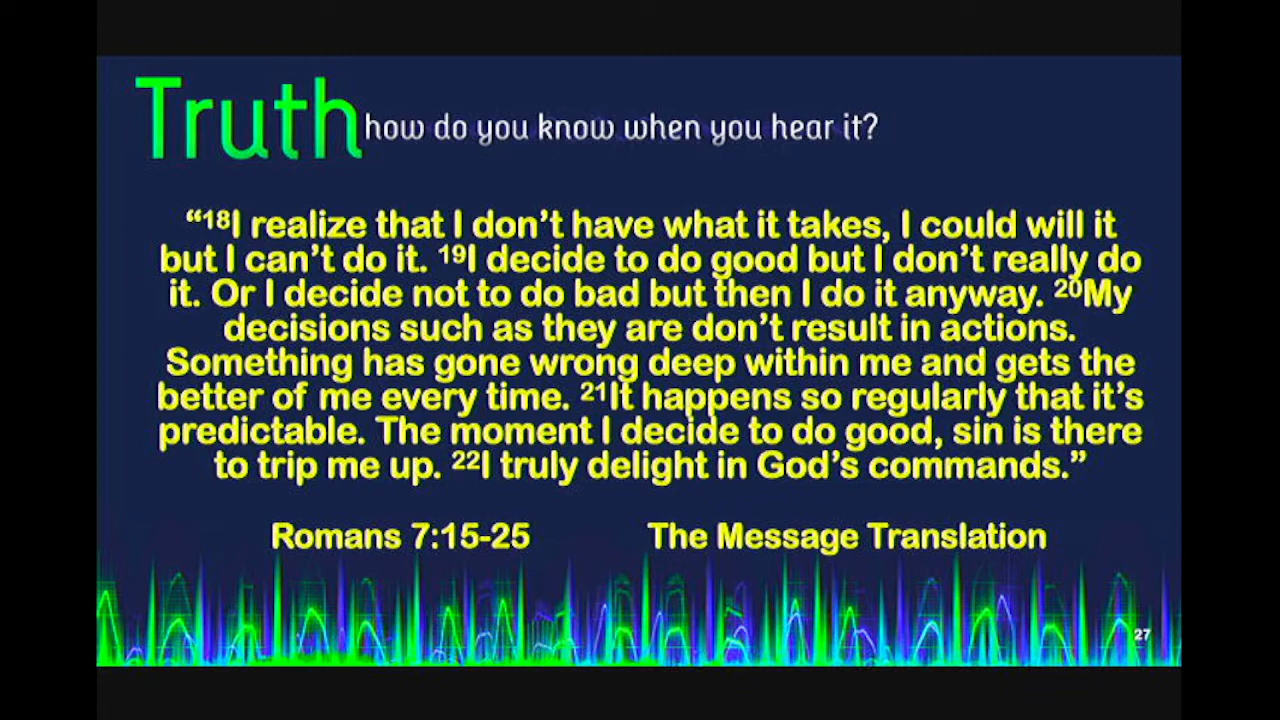 Truth how do you know when you hear it?
“18I realize that I don’t have what it takes, I could will it
but I can’t do it. 19I decide to do good but I don’t really do
it. Or I decide not to do bad but then I do it anyway. 20My
decisions such as they are don’t result in actions.
Something has gone wrong deep within me and gets the
better of me every time. 21It happens so regularly that it’s
predictable. The moment I decide to do good, sin is there
to trip me up. 22I truly delight in God’s commands.”
Romans 7:15-25 The Message Translation
27